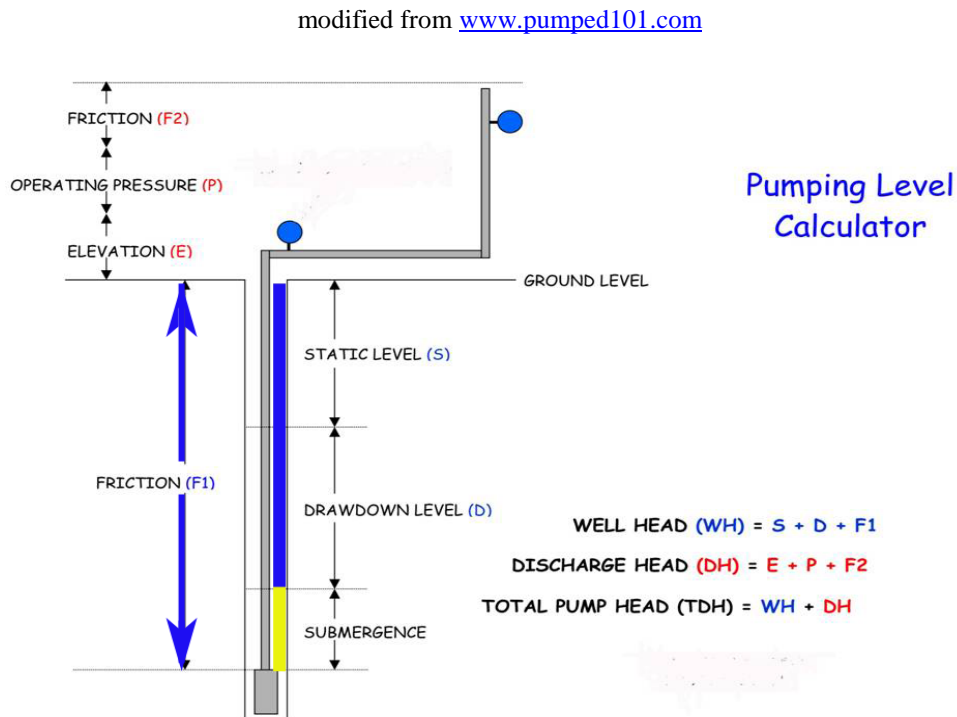 modified from www.pumped101.com
FRICTION (F2)
OPERATING PRESSURE (P)
ELEVATION (E)
Pumping Level
Calculator
GROUND LEVEL
STATIC LEVEL (S)
FRICTION (F1)
DRAWDOWN LEVEL (D)
WELL HEAD (WH) = S + D + F1
DISCHARGE HEAD (DH) = E + P + F2
TOTAL PUMP HEAD (TDH) = WH + DH
SUBMERGENCE